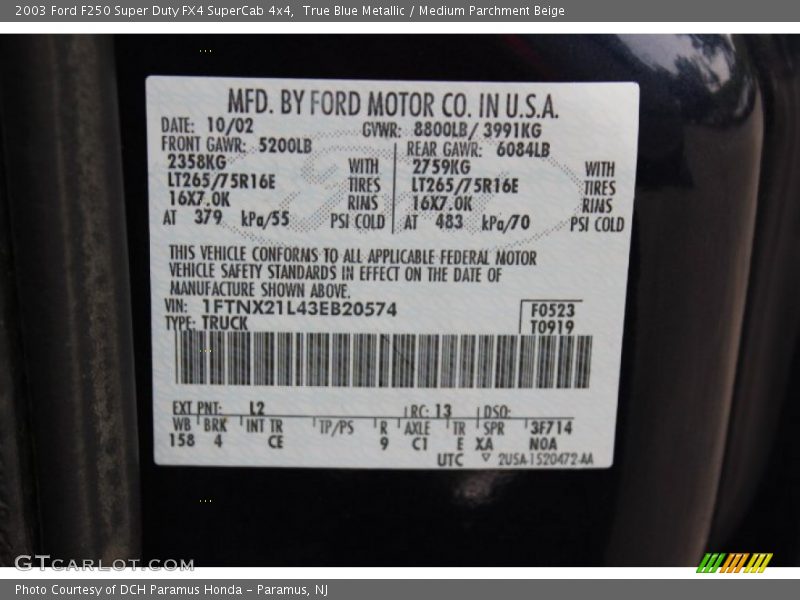 2003 Ford F250 Super Duty FX4 SuperCab 4x4, True Blue Metallic / Medium Parchment Beige
MFD. BY FORD MOTOR CO. IN U.S.A.
DATE: 10/02 GVWR: 8800LB/ 3991KG
FRONT GAWR: 5200LB REAR GAWR: 6084LB
2358KG WITH 2759KG WITH
LT265/75R16E TIRES LT265/75R16E TIRES
16X7.0K RIMS 16X7.0K RIMS
AT 379 kPa/55 PSI COLD AT 483 kPa/70 PSI COLD
THIS VEHICLE CONFORMS TO ALL APPLICABLE FEDERAL MOTOR
VEHICLE SAFETY STANDARDS IN EFFECT ON THE DATE OF
MANUFACTURE SHOWN ABOVE.
VIN: 1FTNX21L43EB20574 F0523
TYPE: TRUCK T0919
EXT PNT: L2 RC: 13 DSO:
WB BRK INT TR TP/PS R AXLE TR SPR 3F714
158 4 CE 9 C1 E XA NOA
UTC ▽ 2U5A-1520472-AA
GTCARLOT.COM
Photo Courtesy of DCH Paramus Honda - Paramus, NJ